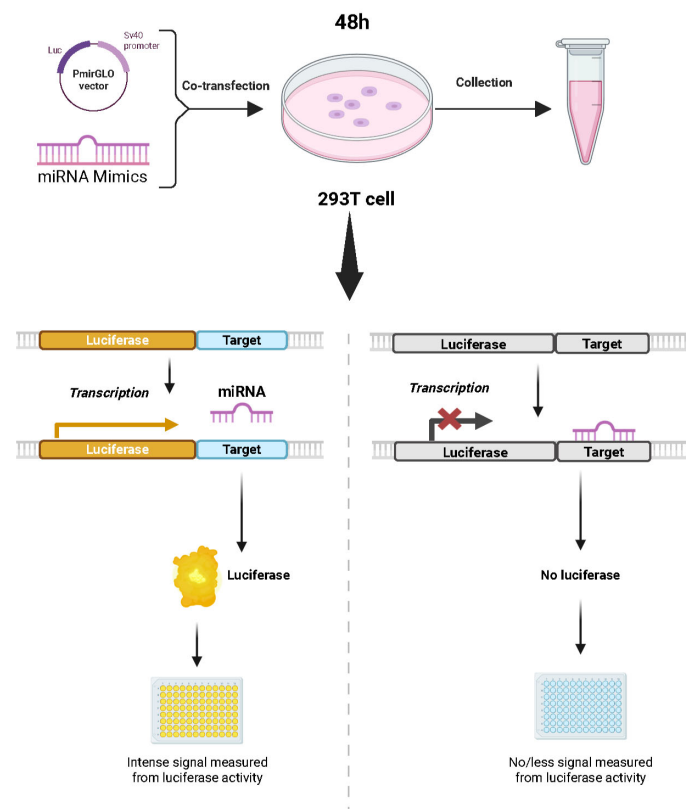 48h
Luc
Sv40
promoter
PmirGLO
vector
miRNA Mimics
Co-transfection
Collection
293T cell
Luciferase
Target
Transcription
miRNA
Luciferase
Target
Luciferase
Intense signal measured
from luciferase activity
Luciferase
Target
Transcription
Luciferase
Target
No luciferase
No/less signal measured
from luciferase activity